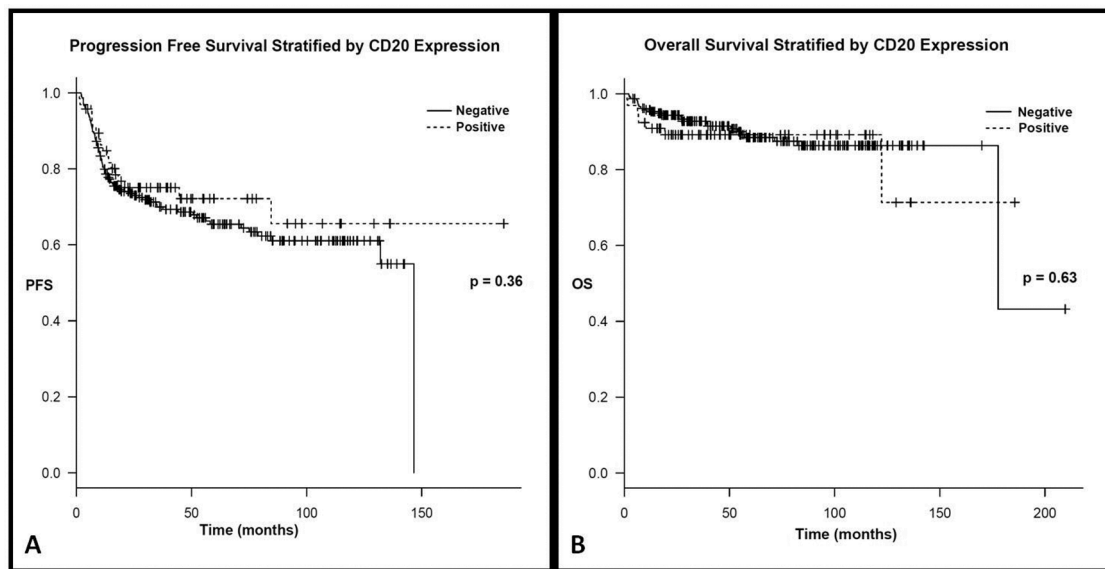 Progression Free Survival Stratified by CD20 Expression
1.0
0.8
0.6
0.4
0.2
0.0
PFS
Negative
Positive
p = 0.36
0 50 100 150
Time (months)
A
Overall Survival Stratified by CD20 Expression
1.0
0.8
0.6
0.4
0.2
0.0
OS
Negative
Positive
p = 0.63
0 50 100 150 200
Time (months)
B